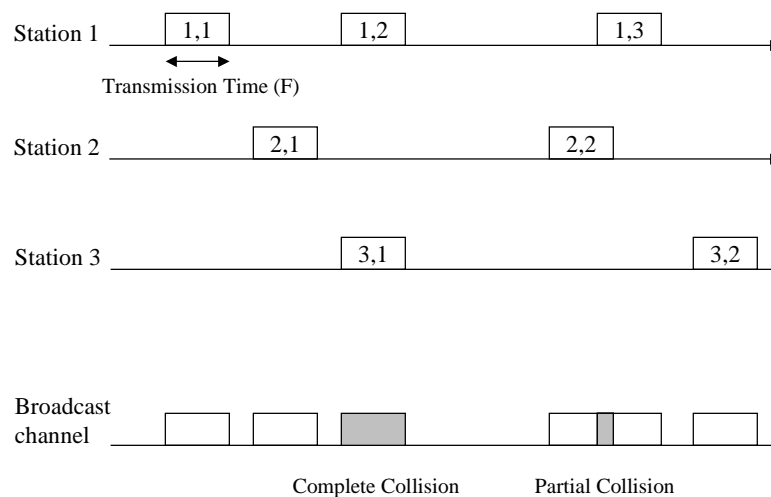 Station 1
1,1
1,2
1,3
Transmission Time (F)
Station 2
2,1
2,2
Station 3
3,1
3,2
Broadcast
channel
Complete Collision
Partial Collision